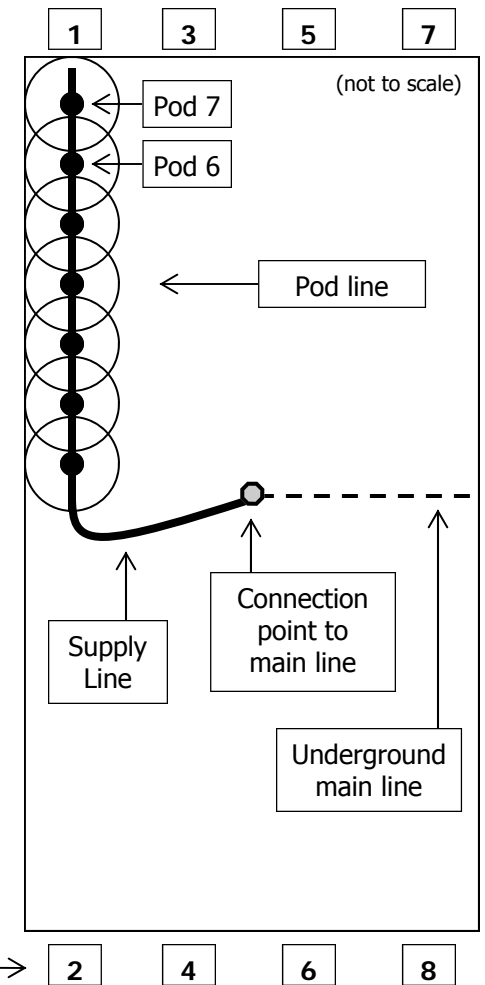 1 3 5 7
(not to scale)
Pod 7
Pod 6
Pod line
Connection
point to
main line
Supply
Line
Underground
main line
2 4 6 8